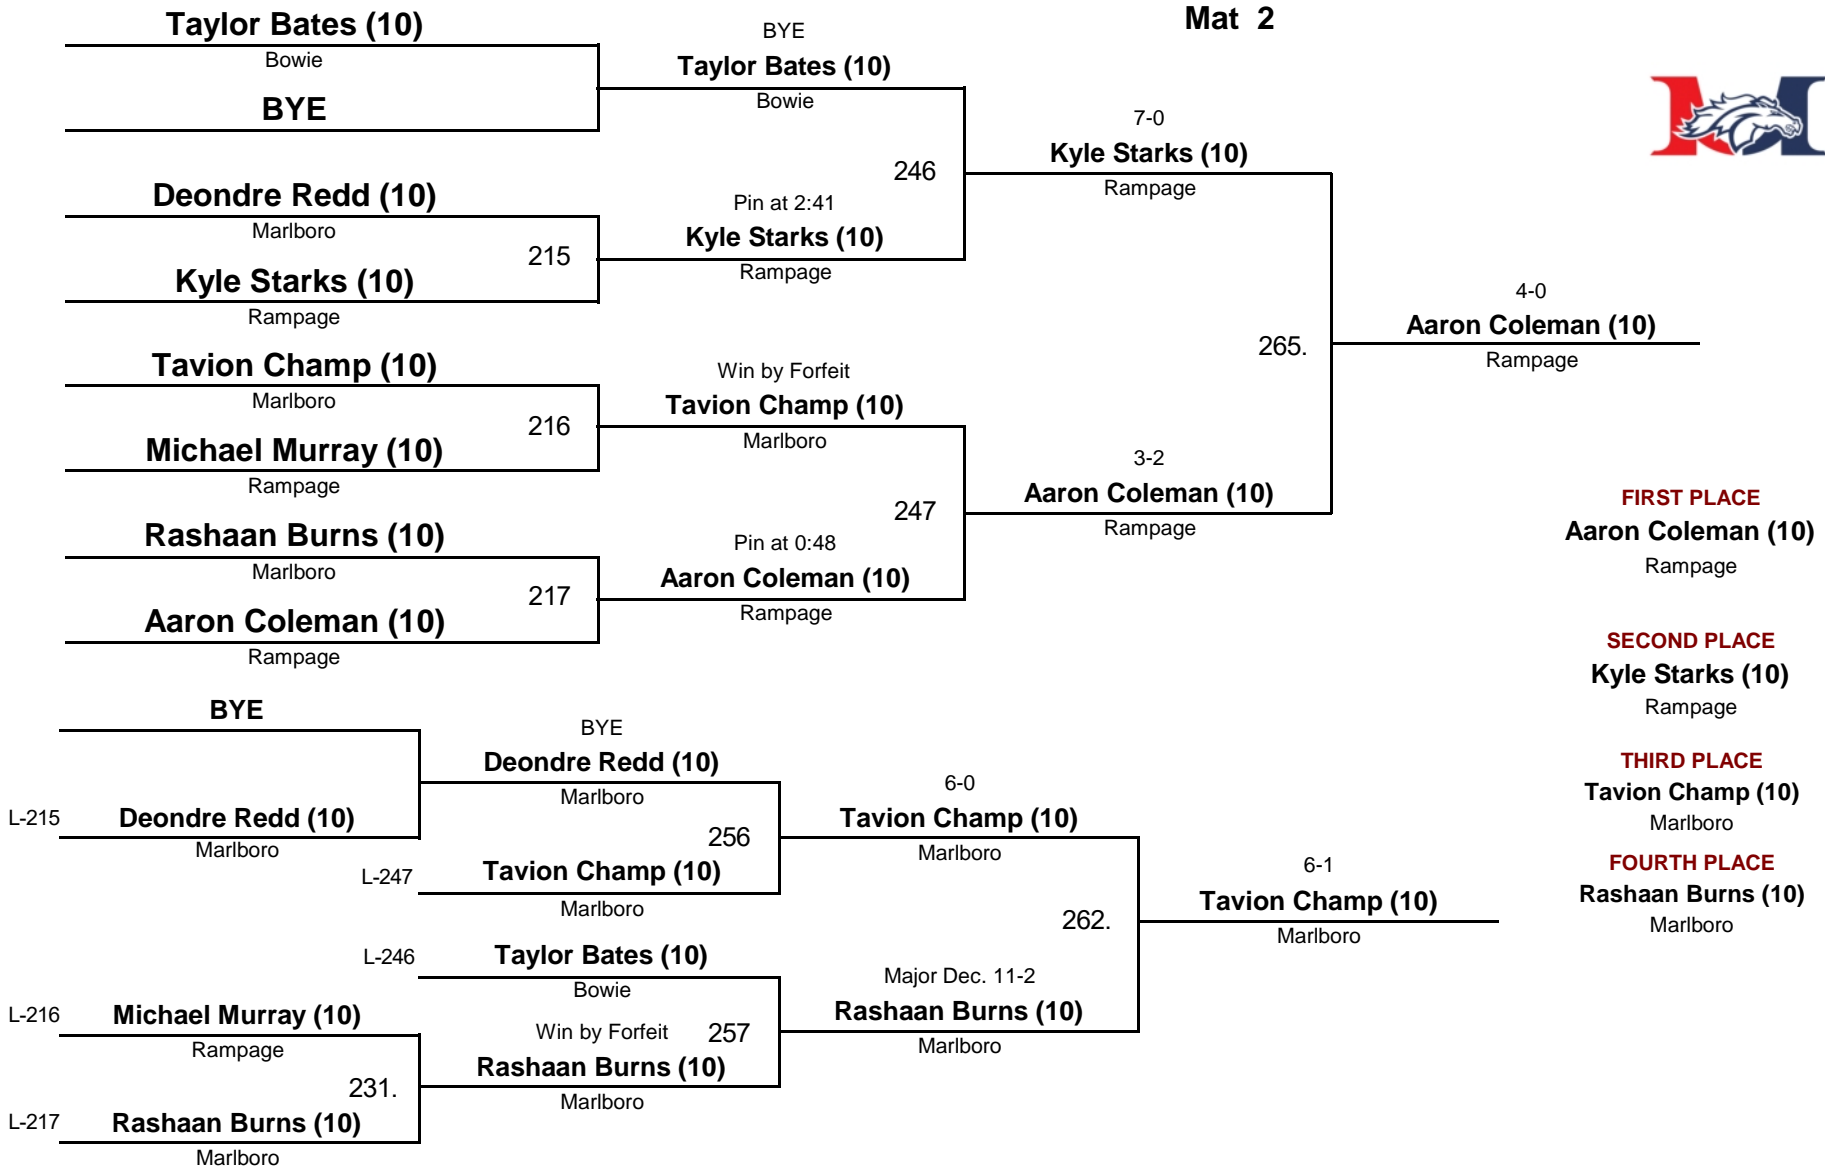 Mat 2
Taylor Bates (10)
Bowie
BYE
Deondre Redd (10)
Marlboro
215
Kyle Starks (10)
Rampage
Tavion Champ (10)
Marlboro
216
Michael Murray (10)
Rampage
Rashaan Burns (10)
Marlboro
217
Aaron Coleman (10)
Rampage
BYE
Taylor Bates (10)
Bowie
246
Pin at 2:41
Kyle Starks (10)
Rampage
Win by Forfeit
Tavion Champ (10)
Marlboro
247
Pin at 0:48
Aaron Coleman (10)
Rampage
7-0
Kyle Starks (10)
Rampage
265.
3-2
Aaron Coleman (10)
Rampage
4-0
Aaron Coleman (10)
Rampage
FIRST PLACE
Aaron Coleman (10)
Rampage
SECOND PLACE
Kyle Starks (10)
Rampage
THIRD PLACE
Tavion Champ (10)
Marlboro
FOURTH PLACE
Rashaan Burns (10)
Marlboro
BYE
L-215
Deondre Redd (10)
Marlboro
L-216
Michael Murray (10)
Rampage
231.
L-217
Rashaan Burns (10)
Marlboro
BYE
Deondre Redd (10)
Marlboro
256
L-247
Tavion Champ (10)
Marlboro
L-246
Taylor Bates (10)
Bowie
Win by Forfeit
257
Rashaan Burns (10)
Marlboro
6-0
Tavion Champ (10)
Marlboro
262.
Major Dec. 11-2
Rashaan Burns (10)
Marlboro
6-1
Tavion Champ (10)
Marlboro
M